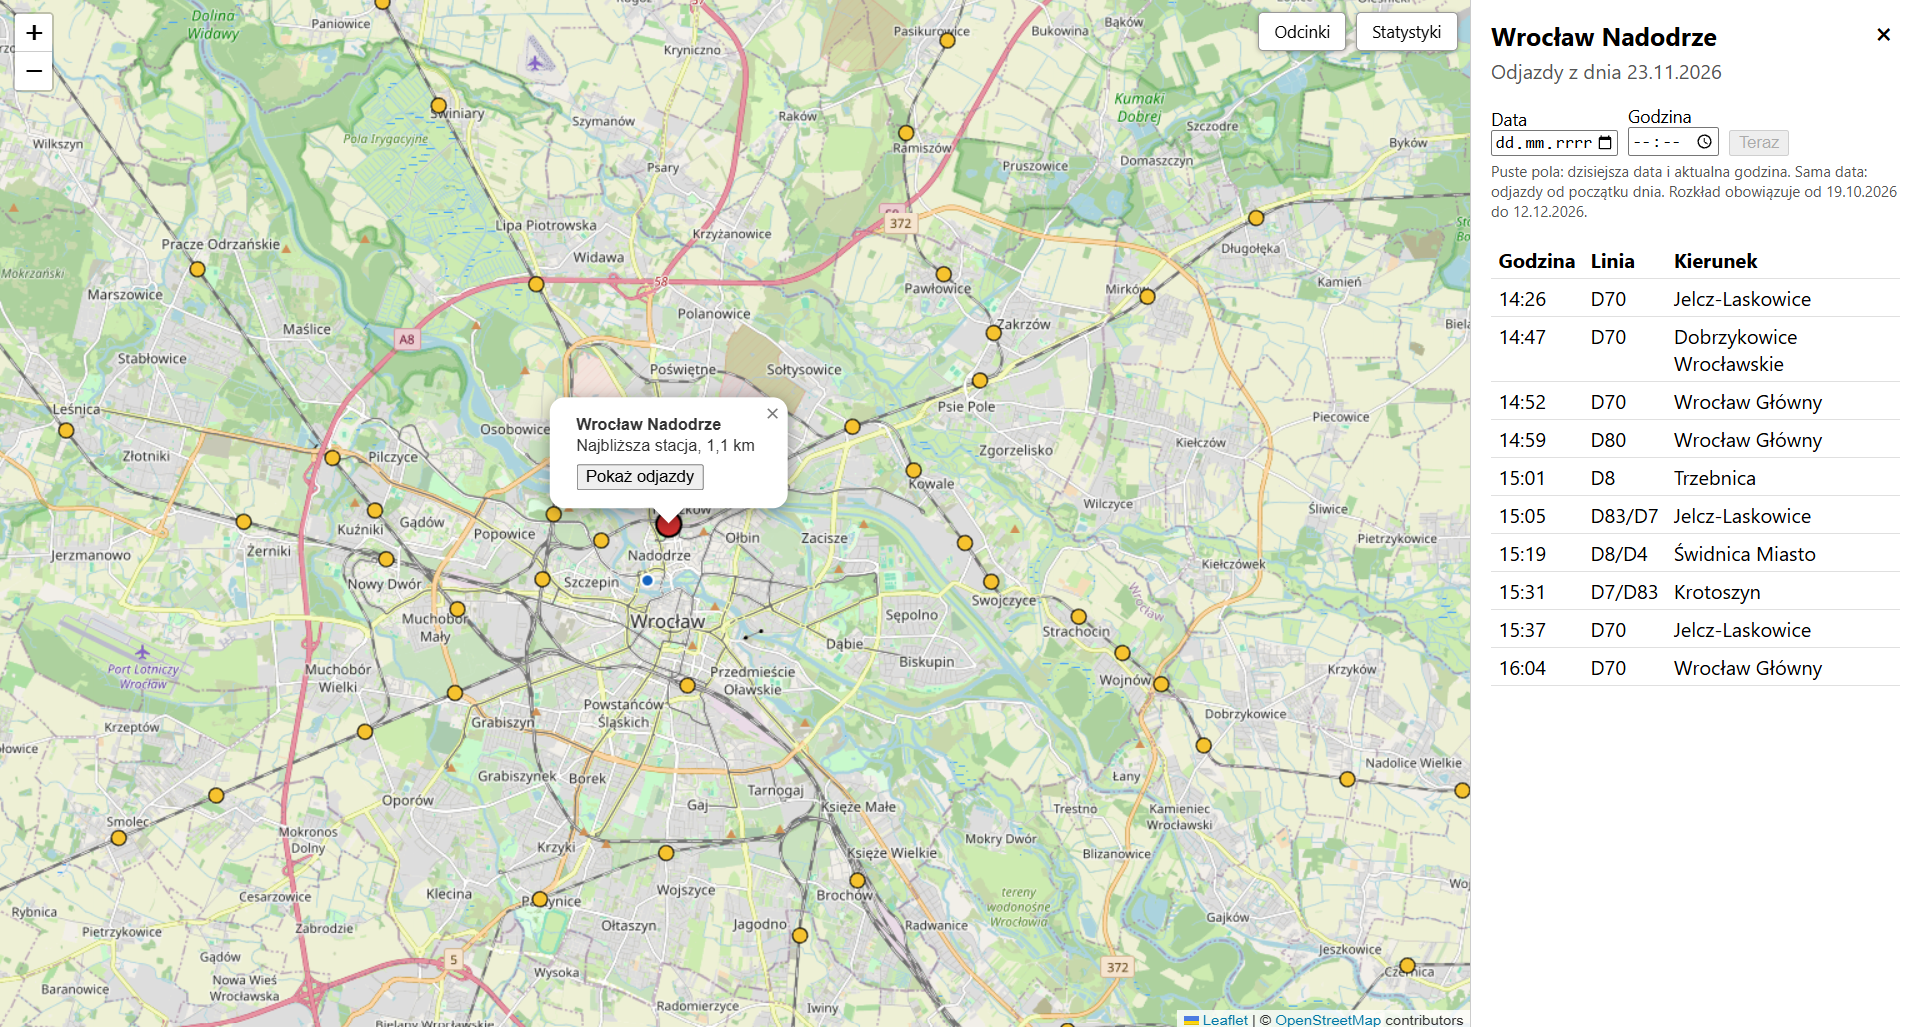 +
−
Odcinki
Statystyki
Dolina
Widawy
Paniowice
Kryniczno
Pasikurowice
Bąków
Bukowina
Świniary
Szymanów
Raków
Kumaki
Dobrej
Szczodre
Pola Irygacyjne
Wilkszyn
Psary
Ramiszów
Pruszowice
Domaszczyn
Byków
Lipa Piotrowska
Krzyżanowice
372
Pracze Odrzańskie
Widawa
Długołęka
Mokrzański
Marszowice
58
Pawłowice
Mirków
Kamień
Polanowice
Maślice
A8
Zakrzów
Stabłowice
Poświętne
Sołtysowice
Psie Pole
Leśnica
Piecowice
Osobowice
Złotniki
Pilczyce
Zgorzelisko
Kiełczów
Kowale
Wilczyce
Śliwice
Kuźniki
Gądów
Popowice
Ołbin
Zacisze
Pietrzykowice
Jerzmanowo
Żerniki
Nadodrze
Kiełczówek
Nowy Dwór
Szczepin
Swojczyce
Wrocław
Muchobór
Mały
Wrocław
Sępolno
Strachocin
Dąbie
Biskupin
Port Lotniczy
Wrocław
Muchobór
Wielki
Przedmieście
Oławskie
Wojnów
Krzyków
Powstańców
Śląskich
Krzeptów
Grabiszyn
Dobrzykowice
Grabiszynek
Borek
Łany
Nadolice Wielkie
Tarnogaj
Oporów
Gaj
Księże Małe
Trestno
Kamieniec
Wrocławski
Smolec
Mokronos
Dolny
Krzyki
Mokry Dwór
Księże Wielkie
Blizanowice
Cesarzowice
Klecina
Wojszyce
Brochów
tereny
wodonośne
Wrocławia
Rybnica
Pietrzykowice
Zabrodzie
Ołtaszyn
Jagodno
Radwanice
Gajków
Gądów
5
Jeszkowice
Czernica
Nowa Wieś
Wrocławska
Baranowice
Wysoka
372
Radomierzyce
Iwiny
Bielany Wrocławskie
Wrocław Nadodrze
×
Najbliższa stacja, 1,1 km
Pokaż odjazdy
Leaflet | © OpenStreetMap contributors
Wrocław Nadodrze
×
Odjazdy z dnia 23.11.2026
Data
Godzina
dd.mm.rrrr
--:--
Teraz
Puste pola: dzisiejsza data i aktualna godzina. Sama data:
odjazdy od początku dnia. Rozkład obowiązuje od 19.10.2026
do 12.12.2026.
Godzina Linia Kierunek
14:26 D70 Jelcz-Laskowice
14:47 D70 Dobrzykowice
Wrocławskie
14:52 D70 Wrocław Główny
14:59 D80 Wrocław Główny
15:01 D8 Trzebnica
15:05 D83/D7 Jelcz-Laskowice
15:19 D8/D4 Świdnica Miasto
15:31 D7/D83 Krotoszyn
15:37 D70 Jelcz-Laskowice
16:04 D70 Wrocław Główny